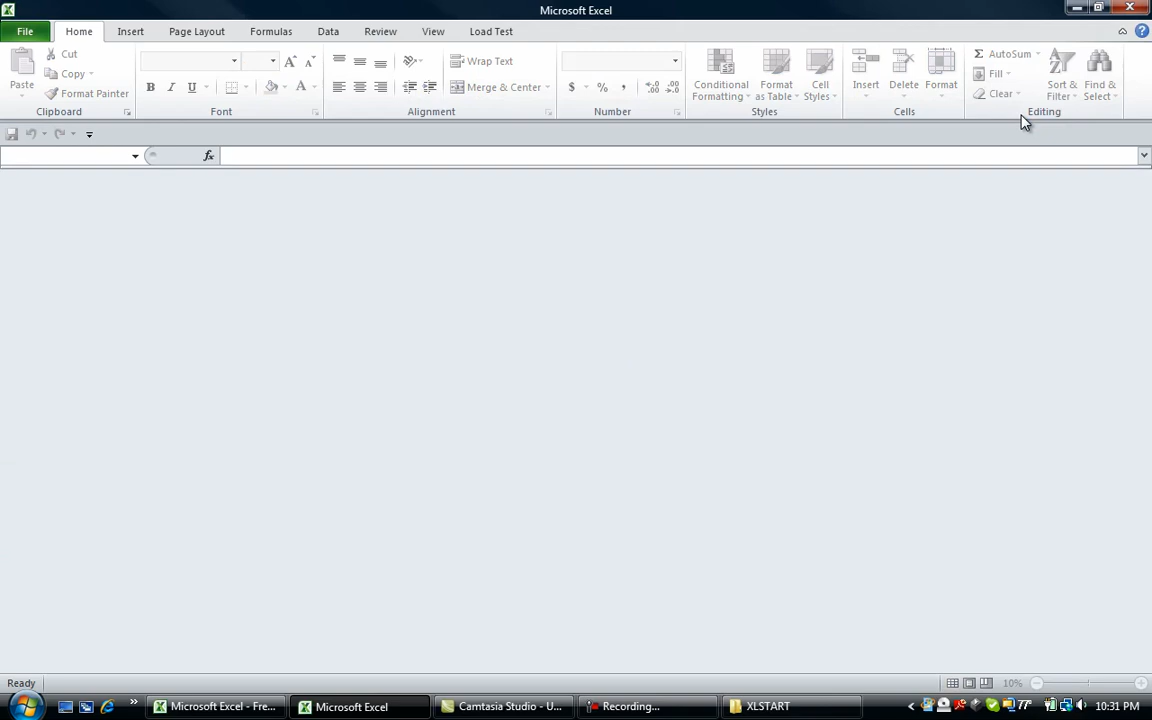 Microsoft Excel
File Home Insert Page Layout Formulas Data Review View Load Test
Paste
Cut
Copy
Format Painter
Clipboard
B I U A
Font
Wrap Text
Merge & Center
Alignment
$ % ,
Number
Conditional Formatting
Format as Table
Cell Styles
Styles
Insert Delete Format
Cells
Σ AutoSum
Fill
Clear
Sort & Filter
Find & Select
Editing
fx
Ready 10%
Microsoft Excel - Fre... Microsoft Excel Camtasia Studio - U... Recording... XLSTART 77° 10:31 PM